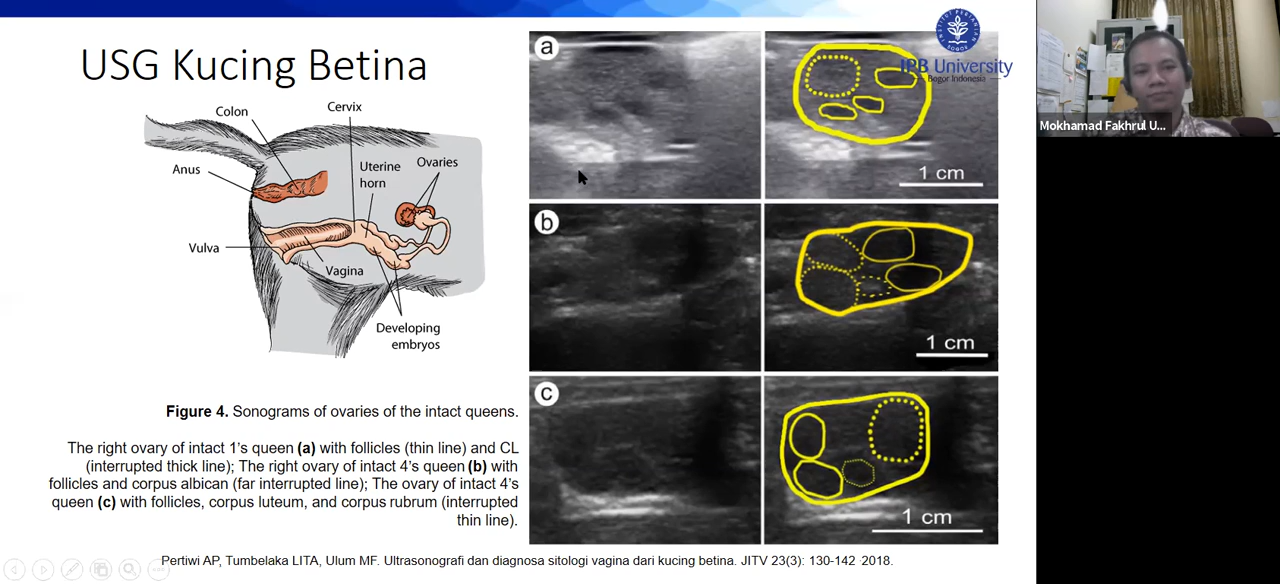 USG Kucing Betina
Colon
Cervix
Anus
Uterine
horn
Ovaries
Vulva
Vagina
Developing
embryos
Figure 4. Sonograms of ovaries of the intact queens.
The right ovary of intact 1's queen (a) with follicles (thin line) and CL
(interrupted thick line); The right ovary of intact 4's queen (b) with
follicles and corpus albican (far interrupted line); The ovary of intact 4's
queen (c) with follicles, corpus luteum, and corpus rubrum (interrupted
thin line).
a
1 cm
b
1 cm
c
1 cm
INSTITUT PERTANIAN
BOGOR
IPB University
Bogor Indonesia
Pertiwi AP, Tumbelaka LITA, Ulum MF. Ultrasonografi dan diagnosa sitologi vagina dari kucing betina. JITV 23(3): 130-142 2018.
Mokhamad Fakhrul U...